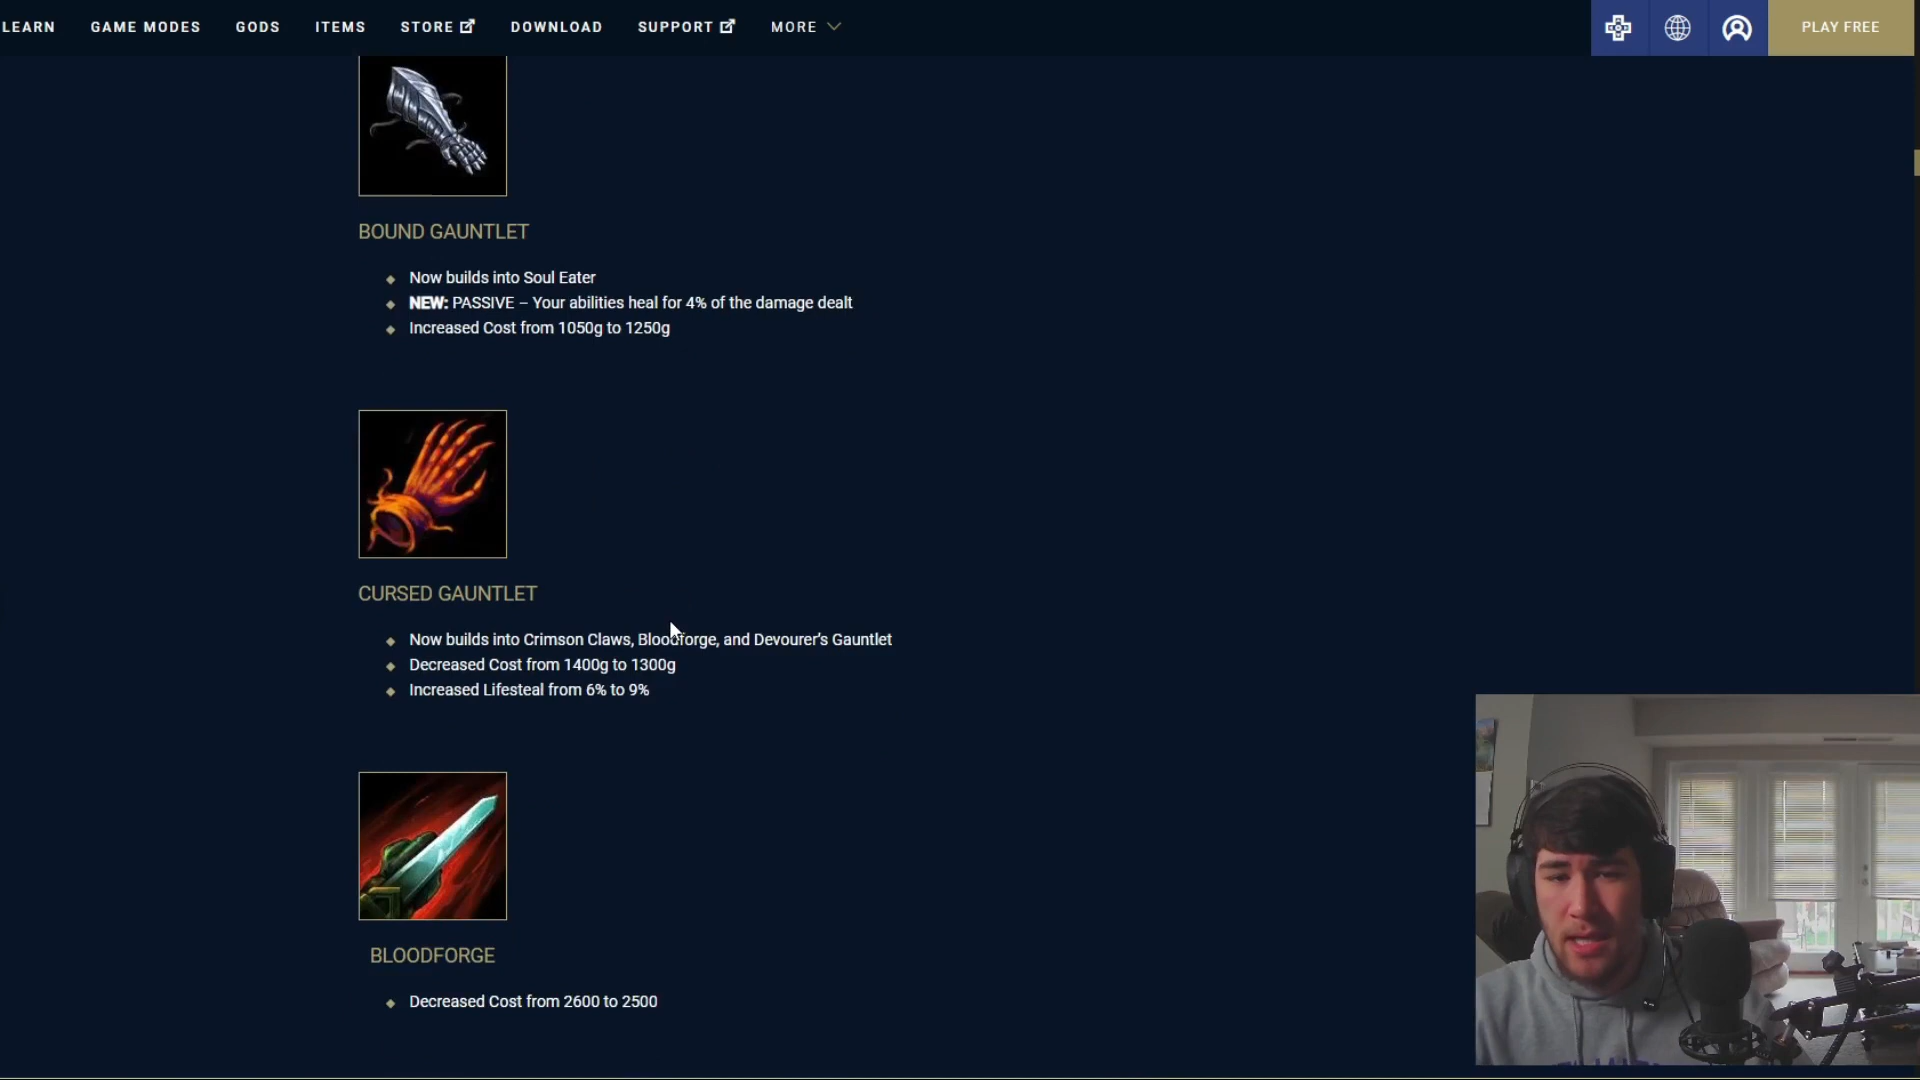 LEARN GAME MODES GODS ITEMS STORE DOWNLOAD SUPPORT MORE PLAY FREE
BOUND GAUNTLET
Now builds into Soul Eater
NEW: PASSIVE – Your abilities heal for 4% of the damage dealt
Increased Cost from 1050g to 1250g
CURSED GAUNTLET
Now builds into Crimson Claws, Bloodforge, and Devourer's Gauntlet
Decreased Cost from 1400g to 1300g
Increased Lifesteal from 6% to 9%
BLOODFORGE
Decreased Cost from 2600 to 2500